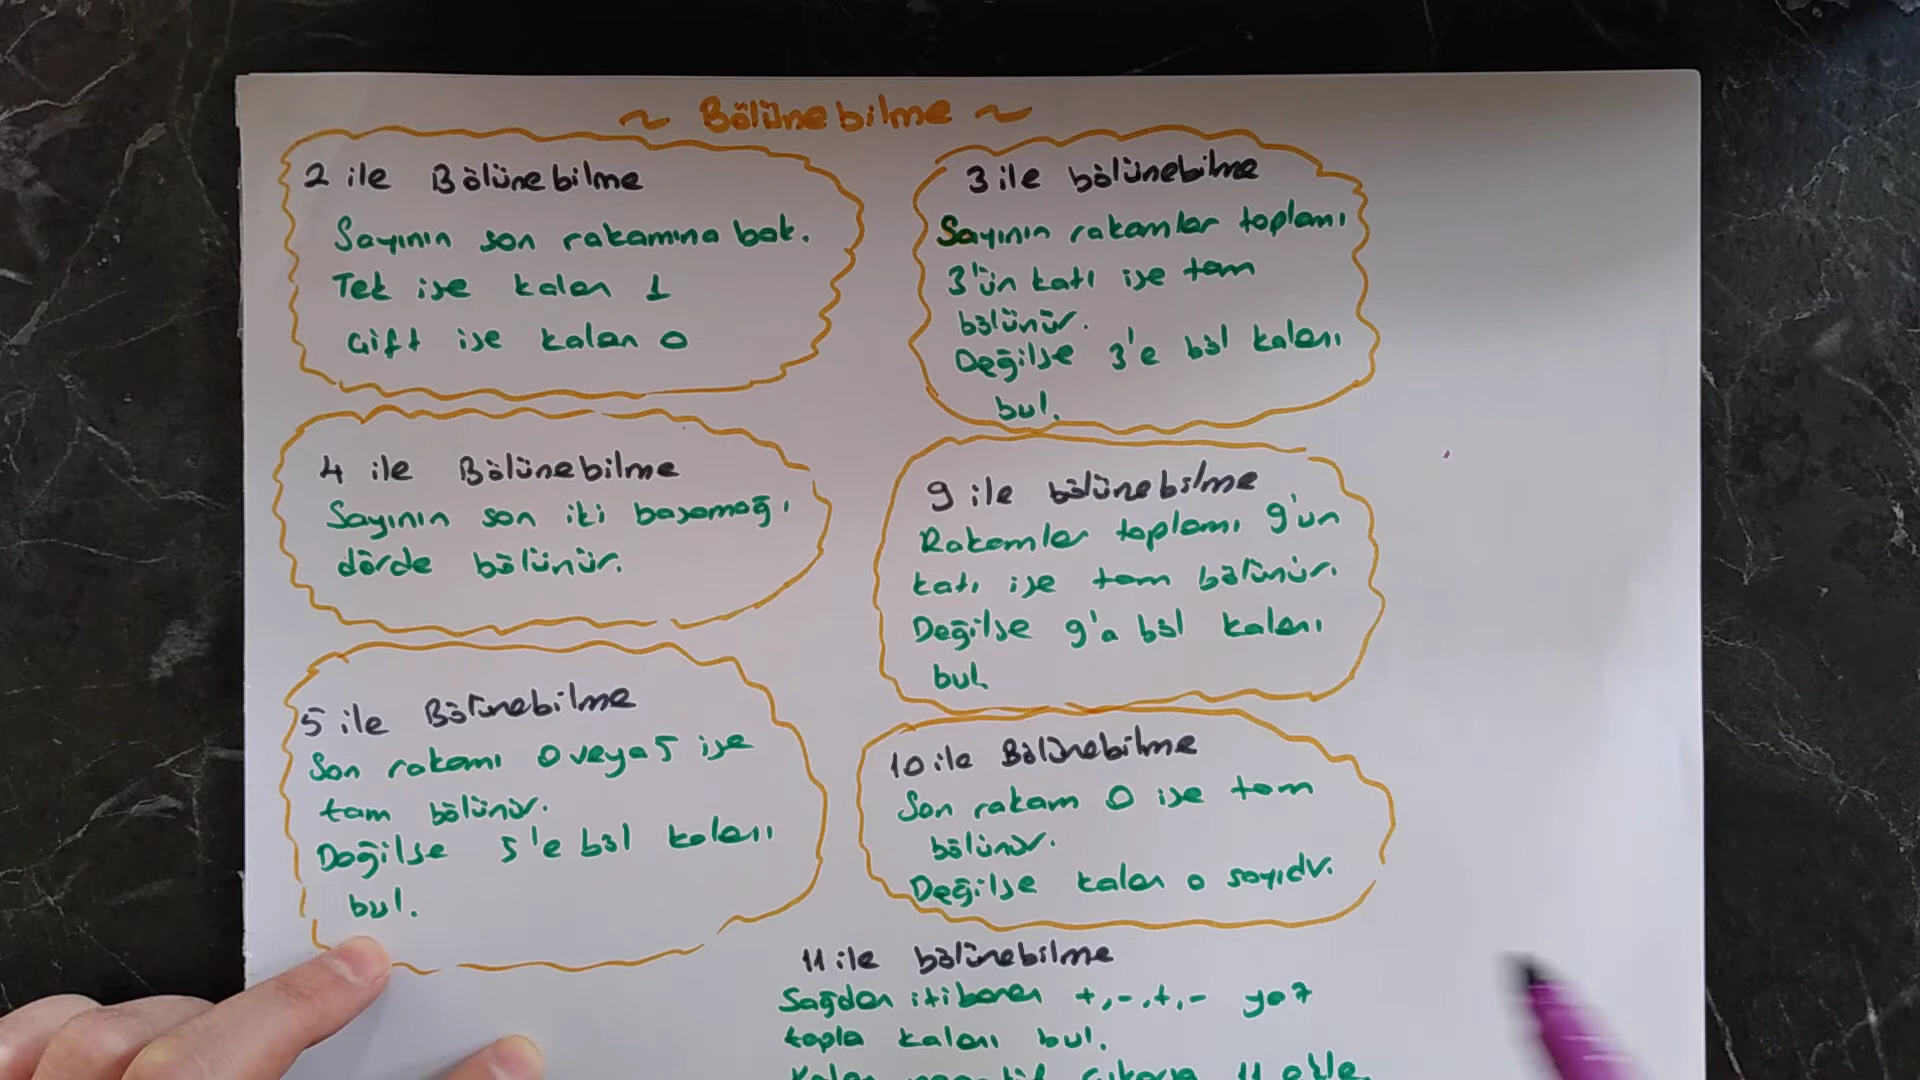 ~ Bölünebilme ~
2 ile Bölünebilme
Sayının son rakamına bak.
Tek ise kalan 1
Çift ise kalan 0
3 ile bölünebilme
Sayının rakamlar toplamı
3'ün katı ise tam
bölünür.
Değilse 3'e böl kalanı
bul.
4 ile Bölünebilme
Sayının son iki basamağı
dörde bölünür.
9 ile bölünebilme
Rakamlar toplamı 9'un
katı ise tam bölünür.
Değilse 9'a böl kalanı
bul.
5 ile Bölünebilme
Son rakamı 0 veya 5 ise
tam bölünür.
Değilse 5'e böl kalanı
bul.
10 ile Bölünebilme
Son rakam 0 ise tam
bölünür.
Değilse kalan o sayıdır.
11 ile bölünebilme
Sağdan itibaren +,-,+,- yaz
topla kalanı bul.
Kalan negatif çıkarsa 11 ekle.